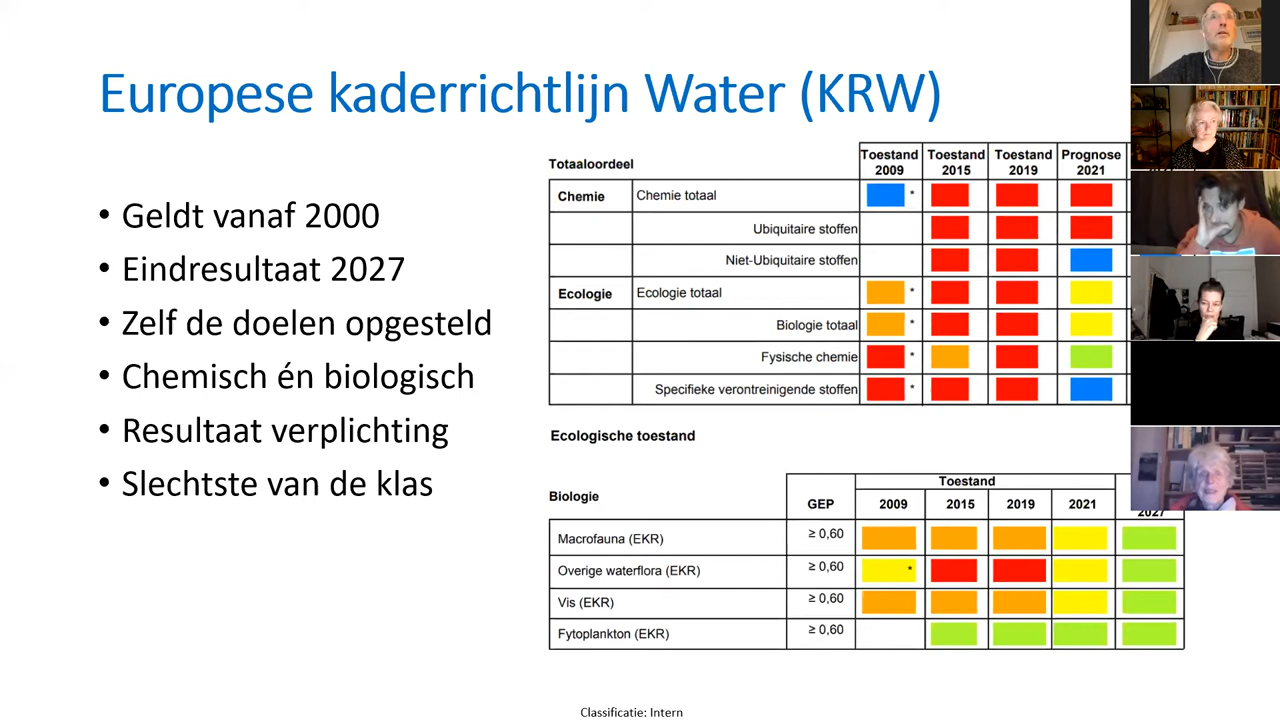 Europese kaderrichtlijn Water (KRW)
• Geldt vanaf 2000
• Eindresultaat 2027
• Zelf de doelen opgesteld
• Chemisch én biologisch
• Resultaat verplichting
• Slechtste van de klas
Totaaloordeel
Toestand 2009
Toestand 2015
Toestand 2019
Prognose 2021
Chemie Chemie totaal *
Ubiquitaire stoffen
Niet-Ubiquitaire stoffen
Ecologie Ecologie totaal *
Biologie totaal *
Fysische chemie *
Specifieke verontreinigende stoffen *
Ecologische toestand
Toestand
Biologie GEP 2009 2015 2019 2021 2027
Macrofauna (EKR) ≥ 0,60
Overige waterflora (EKR) ≥ 0,60 *
Vis (EKR) ≥ 0,60
Fytoplankton (EKR) ≥ 0,60
Classificatie: Intern